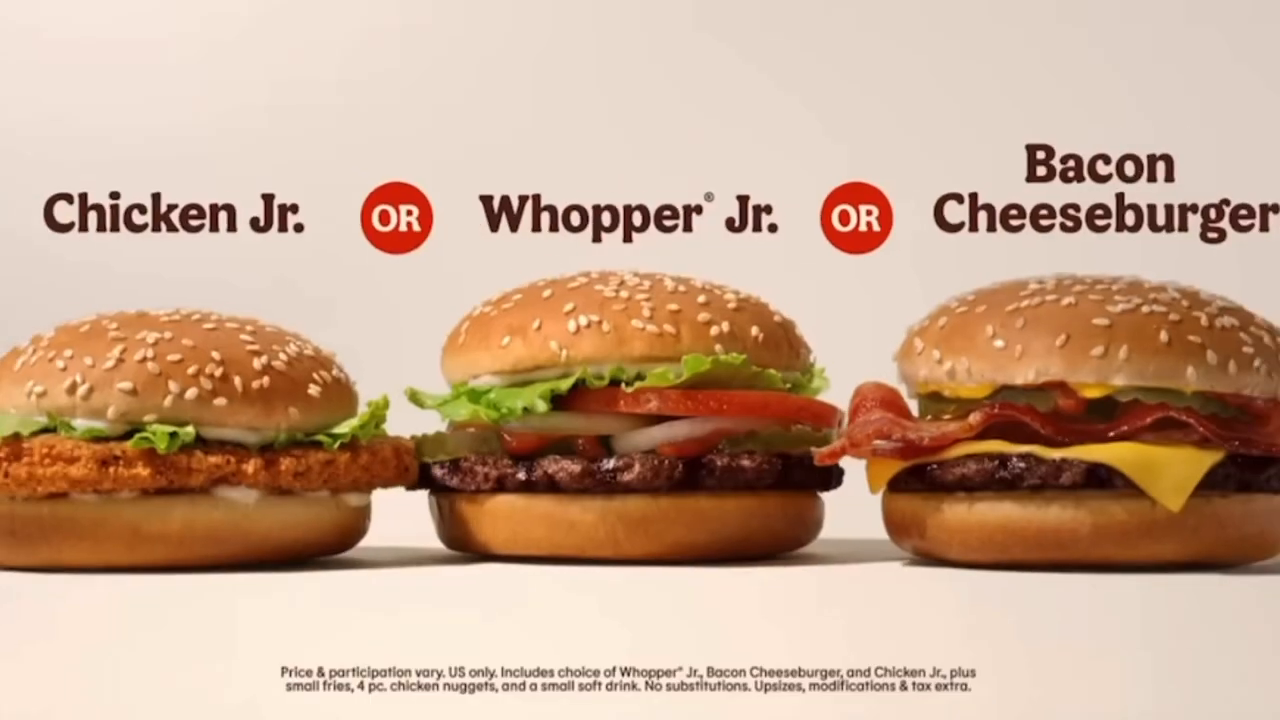 Chicken Jr. OR Whopper® Jr. OR Bacon
Cheeseburger
Price & participation vary. US only. Includes choice of Whopper® Jr., Bacon Cheeseburger, and Chicken Jr., plus
small fries, 4 pc. chicken nuggets, and a small soft drink. No substitutions. Upsizes, modifications & tax extra.